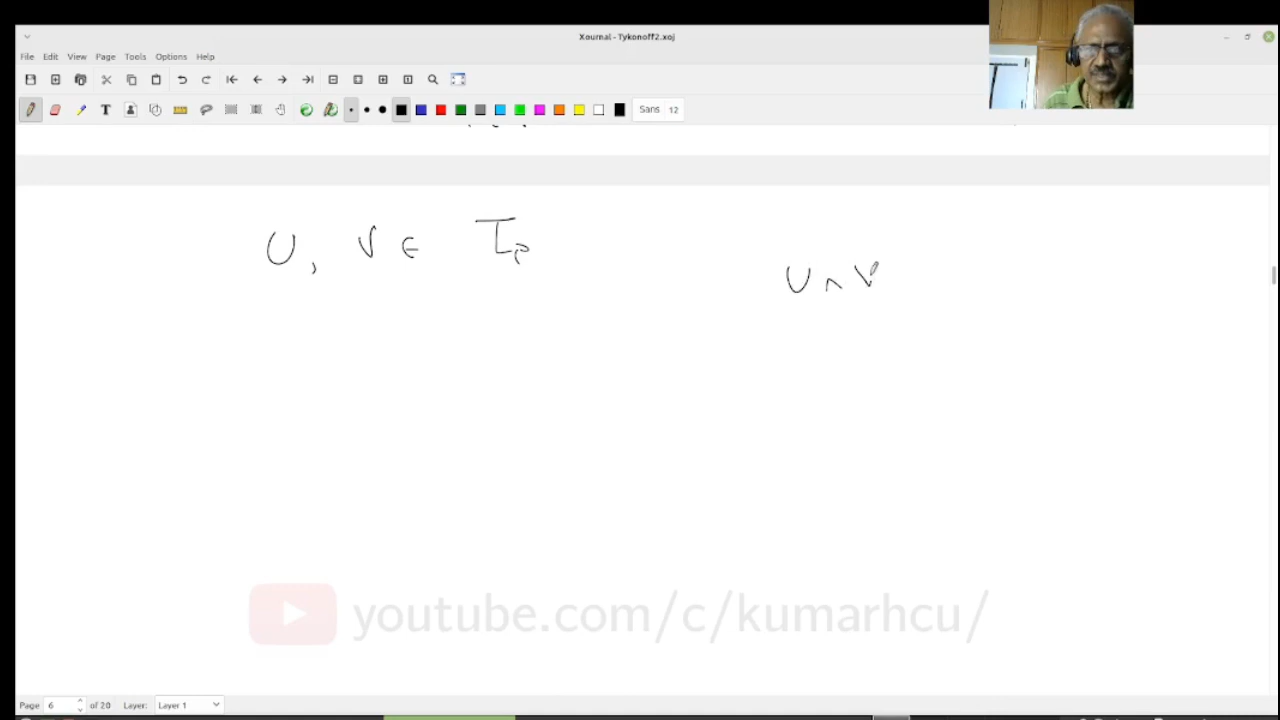 Xournal - Tykonoff2.xoj
File Edit View Page Tools Options Help
Sans 12
U, V ∈ T_P
U ∩ V
youtube.com/c/kumarhcu/
Page 6 of 20 Layer: Layer 1